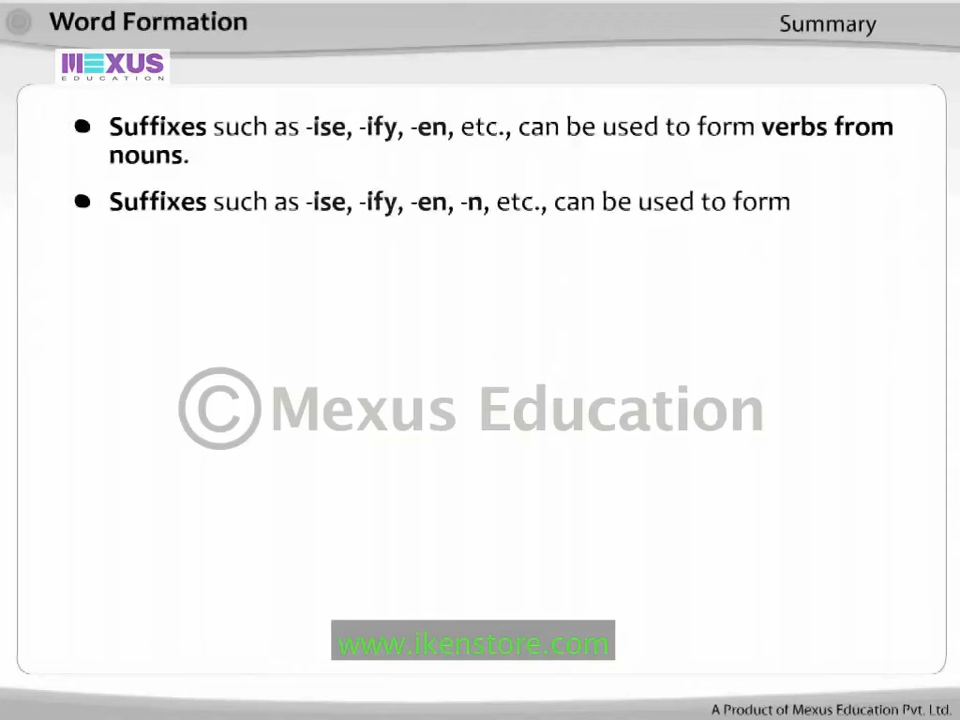 Word Formation
Summary
MEXUS
EDUCATION
● Suffixes such as -ise, -ify, -en, etc., can be used to form verbs from
nouns.
● Suffixes such as -ise, -ify, -en, -n, etc., can be used to form
© Mexus Education
www.ikenstore.com
A Product of Mexus Education Pvt. Ltd.